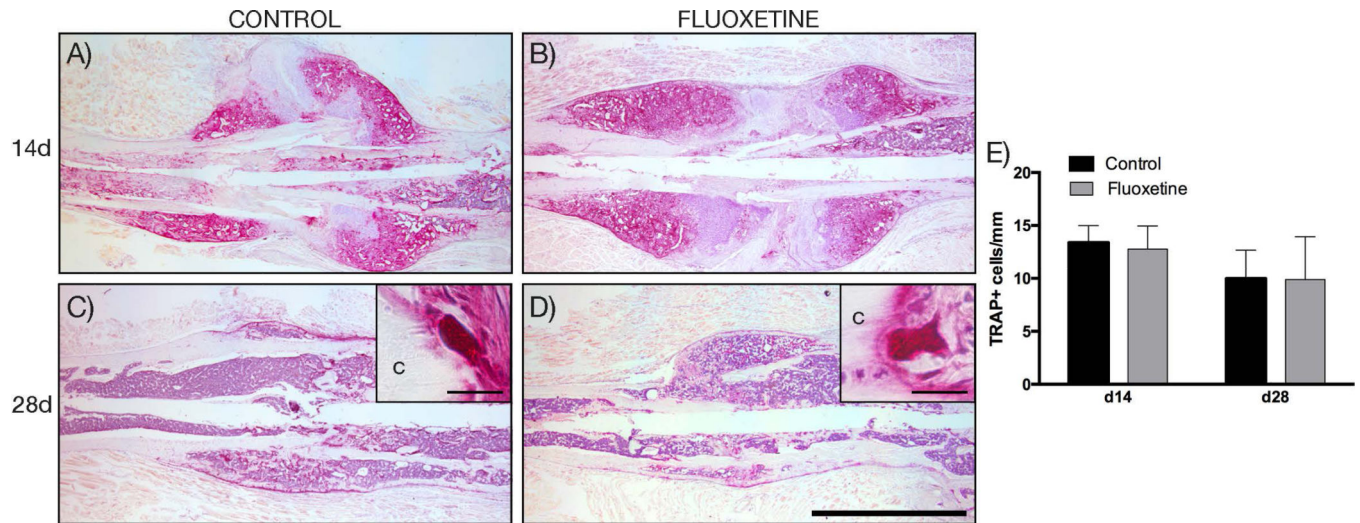 CONTROL
FLUOXETINE
14d
A)
B)
28d
C)
c
D)
c
E)
Control
Fluoxetine
TRAP+ cells/mm
20
15
10
5
0
d14
d28